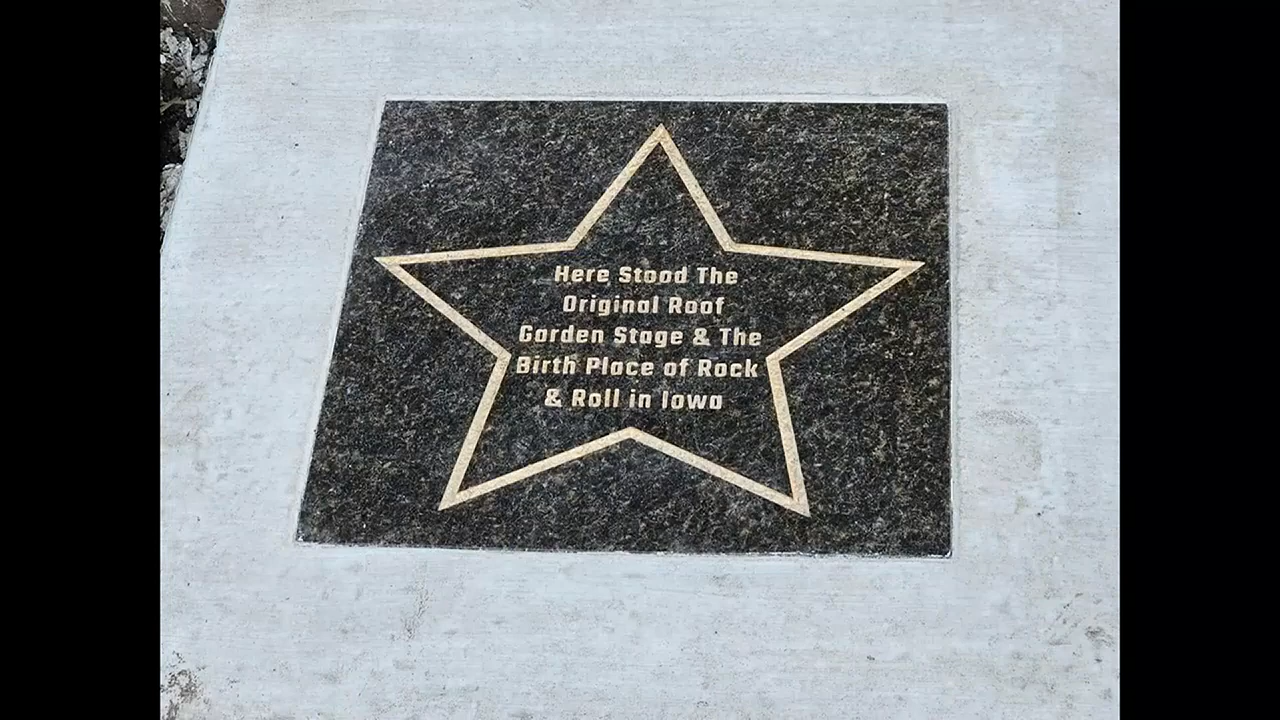 Here Stood The
Original Roof
Garden Stage & The
Birth Place of Rock
& Roll in Iowa